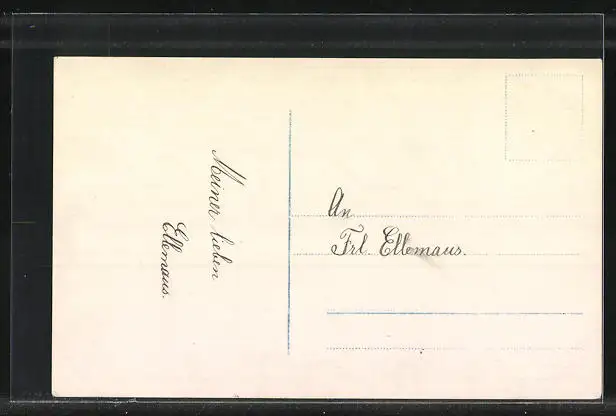 Meiner lieben
Ellemaus.
An
Frl. Ellemaus.